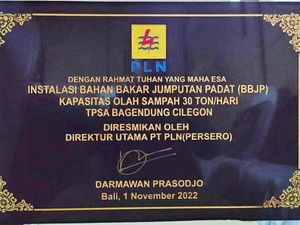 PLN
DENGAN RAHMAT TUHAN YANG MAHA ESA
INSTALASI BAHAN BAKAR JUMPUTAN PADAT (BBJP)
KAPASITAS OLAH SAMPAH 30 TON/HARI
TPSA BAGENDUNG CILEGON
DIRESMIKAN OLEH
DIREKTUR UTAMA PT PLN(PERSERO)
DARMAWAN PRASODJO
Bali, 1 November 2022